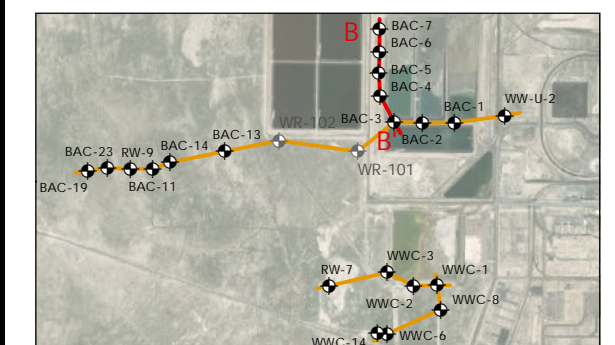 B
BAC-7
BAC-6
BAC-5
BAC-4
BAC-1
WW-U-2
BAC-3
WR-102
BAC-13
B'
BAC-2
BAC-14
BAC-23
RW-9
WR-101
BAC-19
BAC-11
WWC-3
RW-7
WWC-1
WWC-2
WWC-8
WWC-14
WWC-6